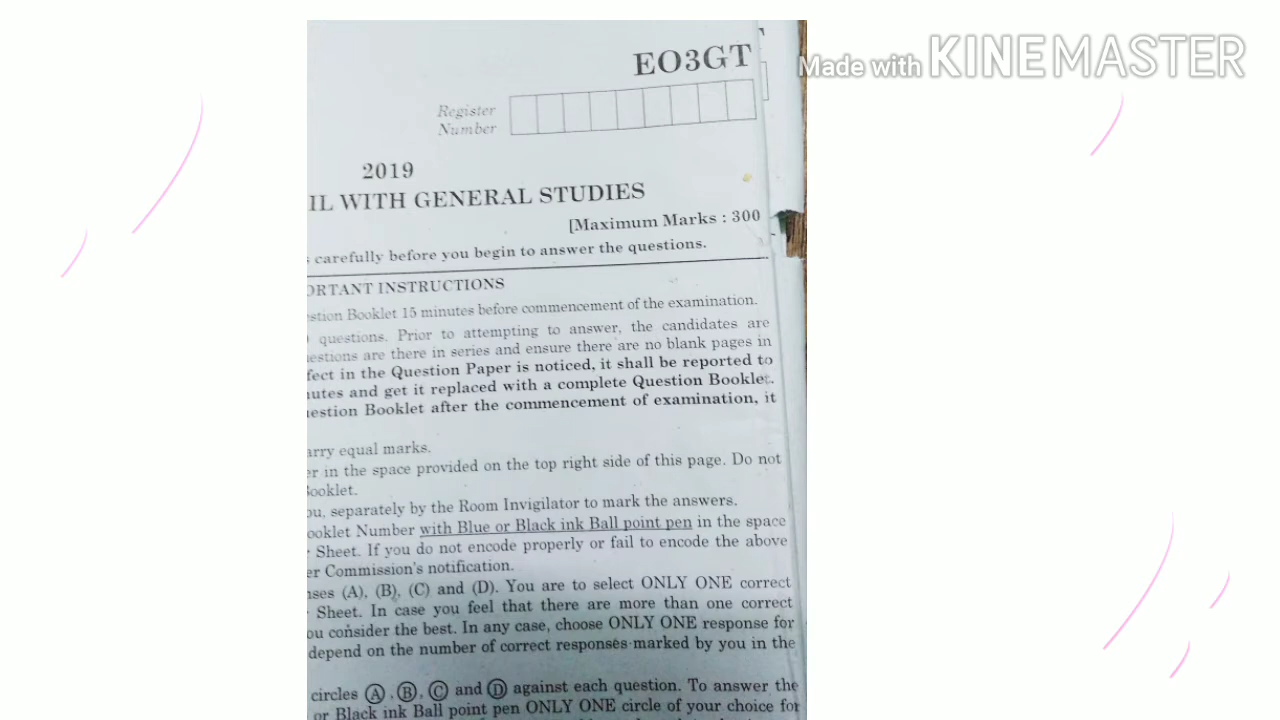 Made with KINEMASTER
EO3GT
Register
Number
2019
IL WITH GENERAL STUDIES
[Maximum Marks : 300
carefully before you begin to answer the questions.
ORTANT INSTRUCTIONS
stion Booklet 15 minutes before commencement of the examination.
questions. Prior to attempting to answer, the candidates are
estions are there in series and ensure there are no blank pages in
fect in the Question Paper is noticed, it shall be reported to
utes and get it replaced with a complete Question Booklet.
estion Booklet after the commencement of examination, it
arry equal marks.
er in the space provided on the top right side of this page. Do not
Booklet.
ou, separately by the Room Invigilator to mark the answers.
ooklet Number with Blue or Black ink Ball point pen in the space
Sheet. If you do not encode properly or fail to encode the above
er Commission's notification.
nses (A), (B), (C) and (D). You are to select ONLY ONE correct
Sheet. In case you feel that there are more than one correct
ou consider the best. In any case, choose ONLY ONE response for
depend on the number of correct responses marked by you in the
circles Ⓐ, Ⓑ, Ⓒ and Ⓓ against each question. To answer the
or Black ink Ball point pen ONLY ONE circle of your choice for